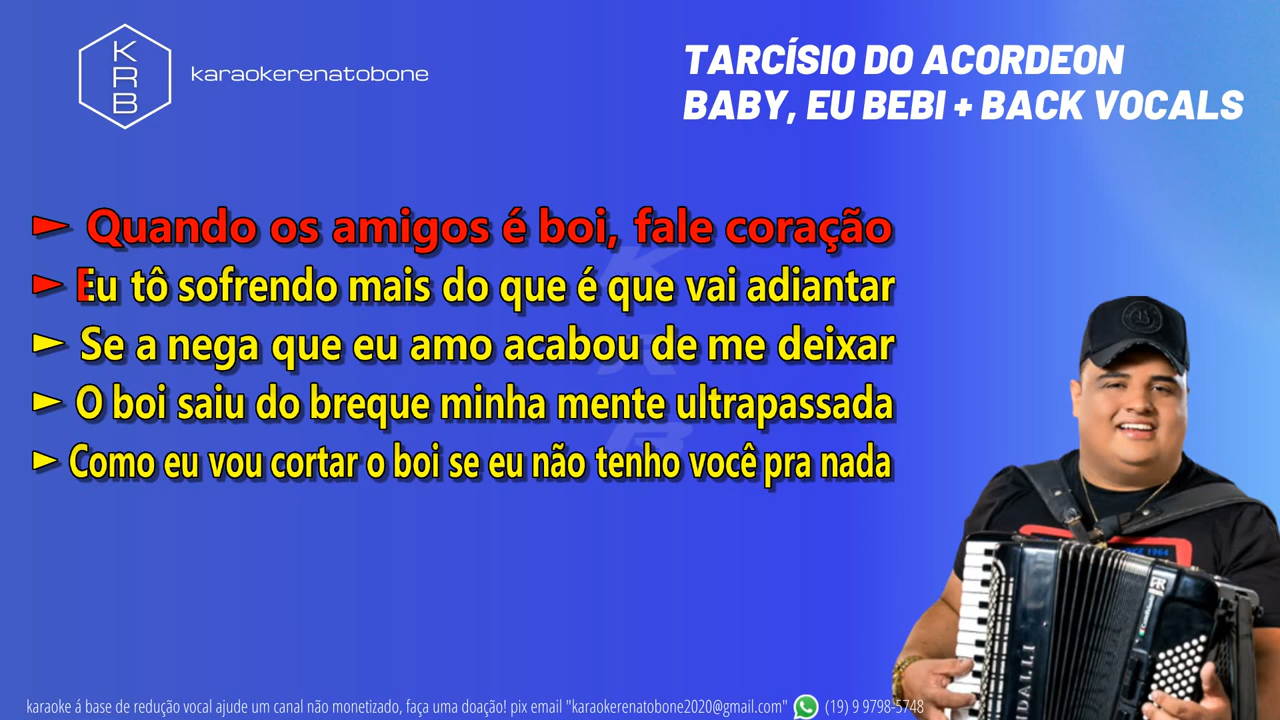 K
R
B
karaokerenatobone
TARCÍSIO DO ACORDEON
BABY, EU BEBI + BACK VOCALS
► Quando os amigos é boi, fale coração
► Eu tô sofrendo mais do que é que vai adiantar
► Se a nega que eu amo acabou de me deixar
► O boi saiu do breque minha mente ultrapassada
► Como eu vou cortar o boi se eu não tenho você pra nada
K
R
B
1964
karaoke á base de redução vocal ajude um canal não monetizado, faça uma doação! pix email "karaokerenatobone2020@gmail.com" (19) 9 9798-5748